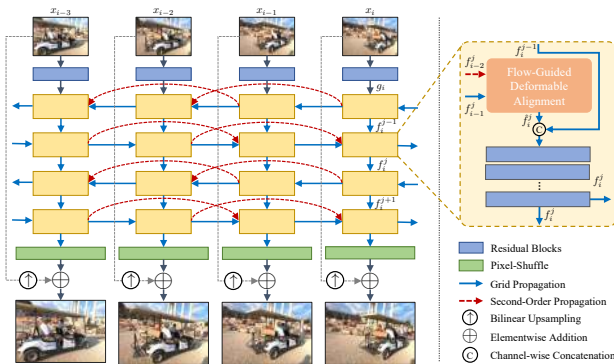 x_{i-3}
x_{i-2}
x_{i-1}
x_i
g_i
f_i^{j-1}
f_i^j
f_i^{j+1}
f_i^{j-1}
f_{i-2}^j
f_{i-1}^j
Flow-Guided
Deformable
Alignment
f̂_i^j
C
⋮
f_i^j
f_i^j
Residual Blocks
Pixel-Shuffle
Grid Propagation
Second-Order Propagation
Bilinear Upsampling
Elementwise Addition
C Channel-wise Concatenation